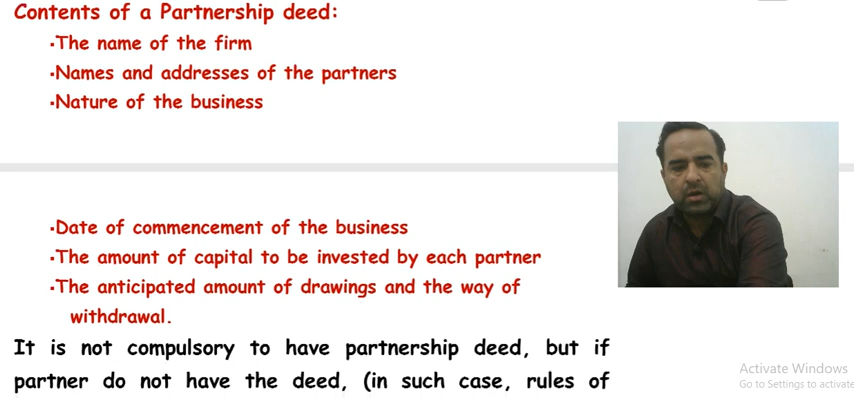 Contents of a Partnership deed:
▪The name of the firm
▪Names and addresses of the partners
▪Nature of the business
▪Date of commencement of the business
▪The amount of capital to be invested by each partner
▪The anticipated amount of drawings and the way of
withdrawal.
It is not compulsory to have partnership deed, but if
partner do not have the deed, (in such case, rules of
Activate Windows
Go to Settings to activate